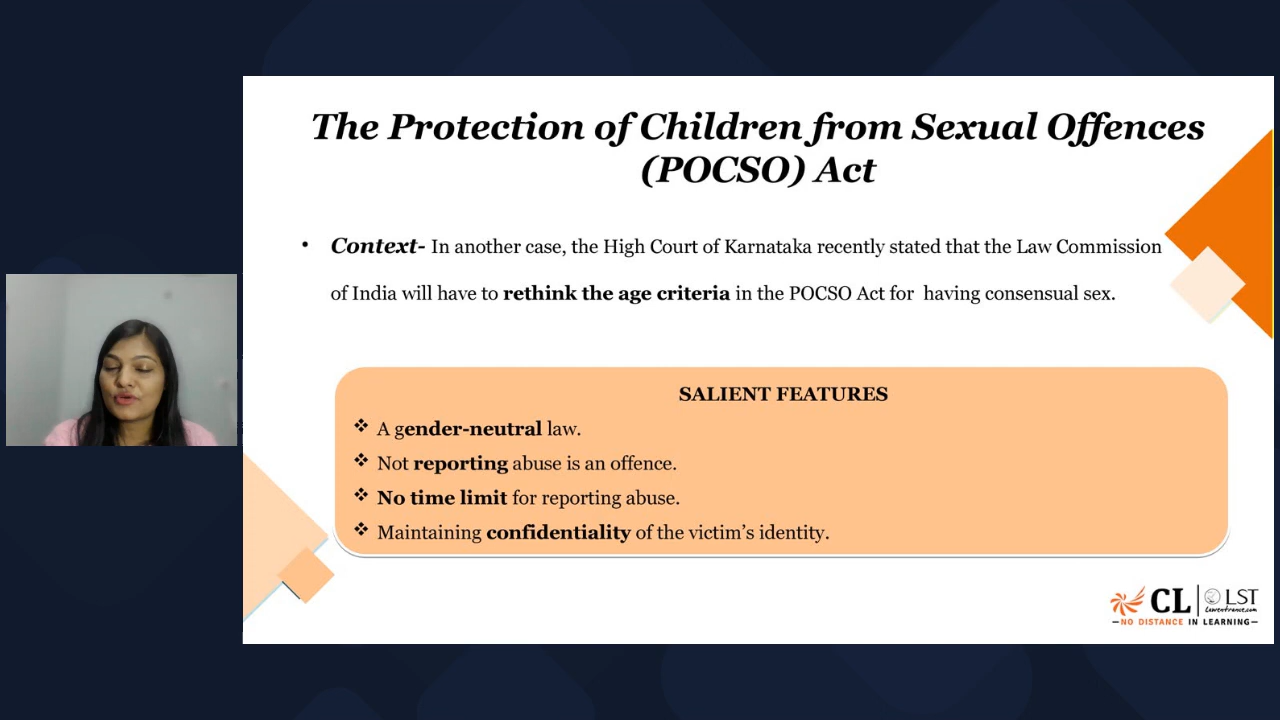 The Protection of Children from Sexual Offences
(POCSO) Act
• Context- In another case, the High Court of Karnataka recently stated that the Law Commission
of India will have to rethink the age criteria in the POCSO Act for having consensual sex.
SALIENT FEATURES
❖ A gender-neutral law.
❖ Not reporting abuse is an offence.
❖ No time limit for reporting abuse.
❖ Maintaining confidentiality of the victim's identity.
CL | LST
Lawentrance.com
—NO DISTANCE IN LEARNING—